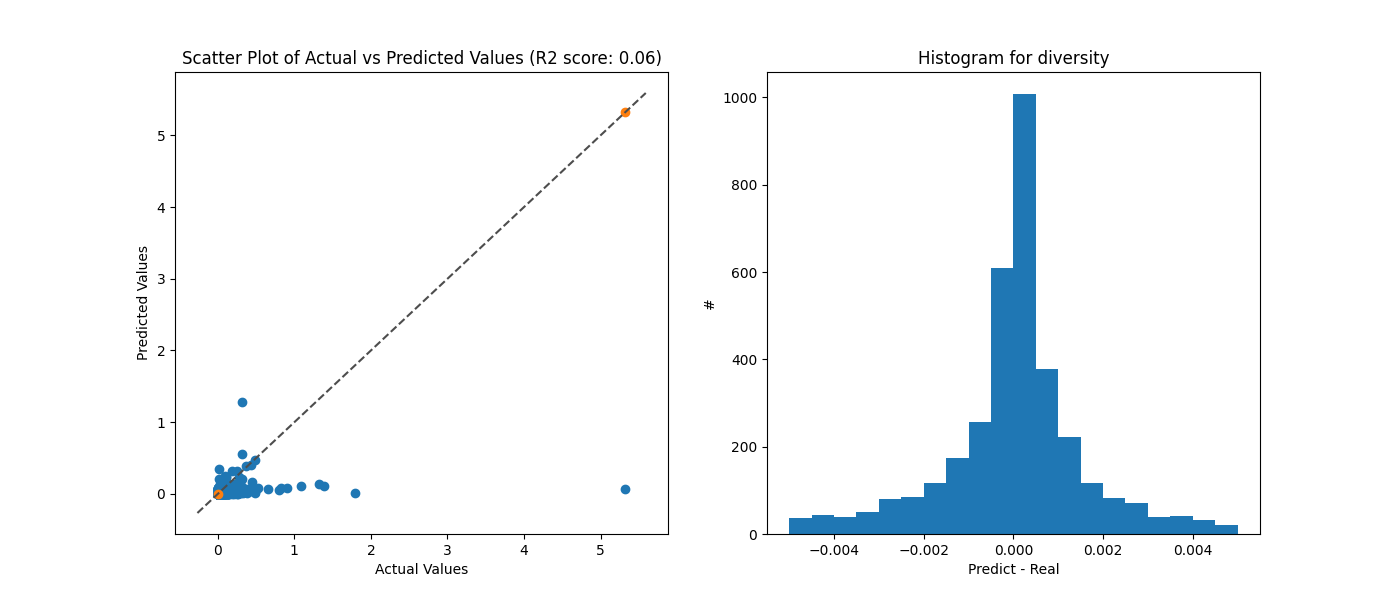 Scatter Plot of Actual vs Predicted Values (R2 score: 0.06)
Predicted Values
5
4
3
2
1
0
0 1 2 3 4 5
Actual Values
Histogram for diversity
#
1000
800
600
400
200
0
−0.004 −0.002 0.000 0.002 0.004
Predict - Real